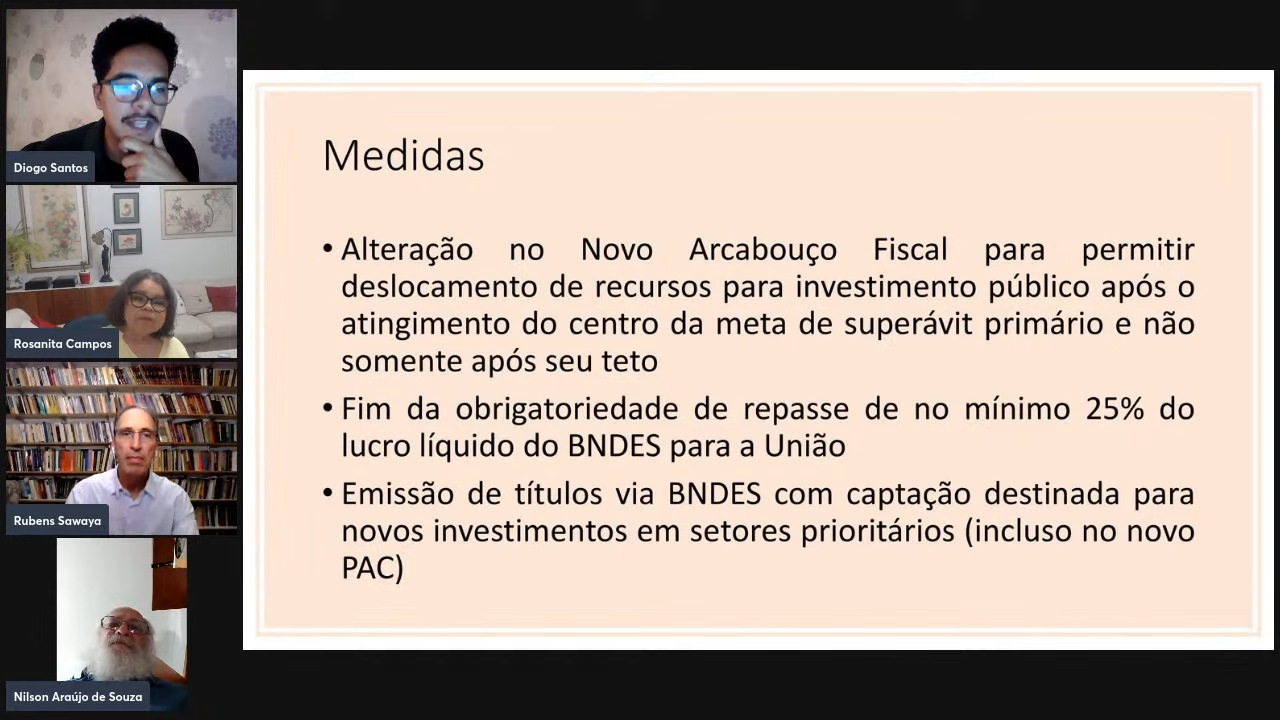 Diogo Santos
Rosanita Campos
Rubens Sawaya
Nilson Araújo de Souza
Medidas
• Alteração no Novo Arcabouço Fiscal para permitir
deslocamento de recursos para investimento público após o
atingimento do centro da meta de superávit primário e não
somente após seu teto
• Fim da obrigatoriedade de repasse de no mínimo 25% do
lucro líquido do BNDES para a União
• Emissão de títulos via BNDES com captação destinada para
novos investimentos em setores prioritários (incluso no novo
PAC)